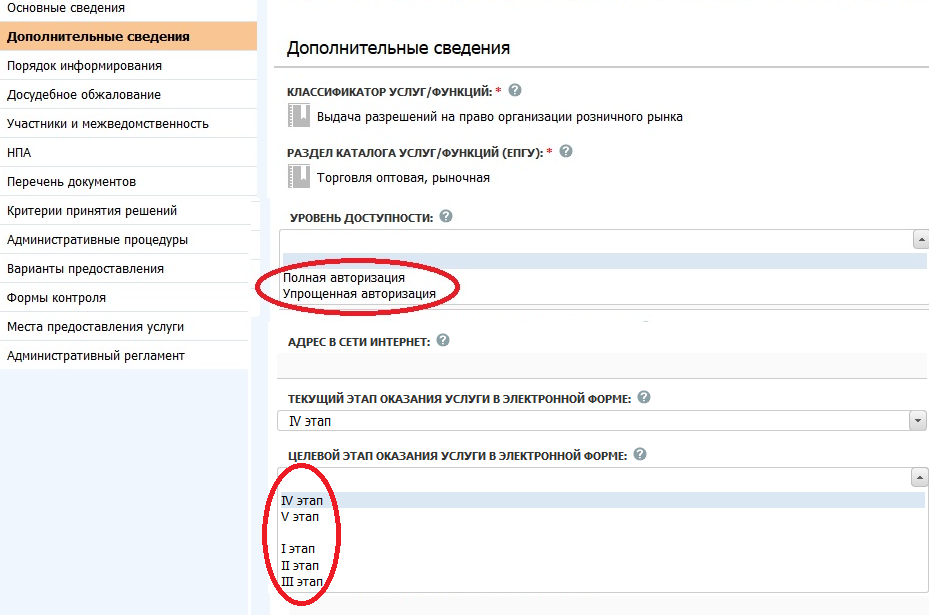 Основные сведения
Дополнительные сведения
Порядок информирования
Досудебное обжалование
Участники и межведомственность
НПА
Перечень документов
Критерии принятия решений
Административные процедуры
Варианты предоставления
Формы контроля
Места предоставления услуги
Административный регламент
Дополнительные сведения
КЛАССИФИКАТОР УСЛУГ/ФУНКЦИЙ: * ?
Выдача разрешений на право организации розничного рынка
РАЗДЕЛ КАТАЛОГА УСЛУГ/ФУНКЦИЙ (ЕПГУ): * ?
Торговля оптовая, рыночная
УРОВЕНЬ ДОСТУПНОСТИ: ?
Полная авторизация
Упрощенная авторизация
АДРЕС В СЕТИ ИНТЕРНЕТ: ?
ТЕКУЩИЙ ЭТАП ОКАЗАНИЯ УСЛУГИ В ЭЛЕКТРОННОЙ ФОРМЕ: ?
IV этап
ЦЕЛЕВОЙ ЭТАП ОКАЗАНИЯ УСЛУГИ В ЭЛЕКТРОННОЙ ФОРМЕ: ?
IV этап
V этап
I этап
II этап
III этап